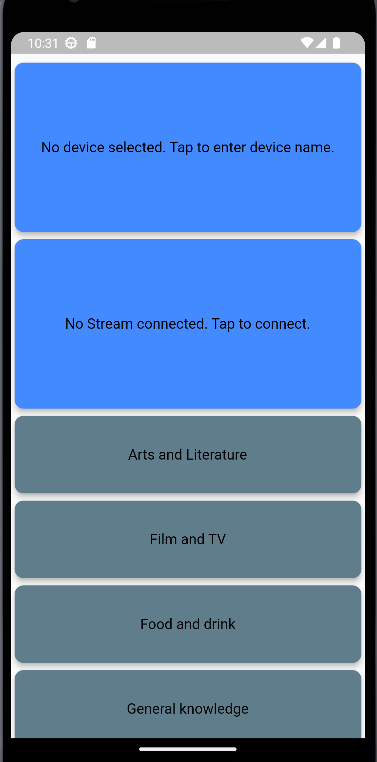 10:31
No device selected. Tap to enter device name.
No Stream connected. Tap to connect.
Arts and Literature
Film and TV
Food and drink
General knowledge